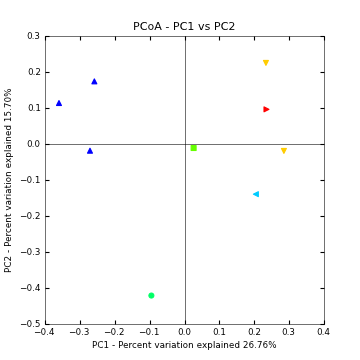 PCoA - PC1 vs PC2
0.3
0.2
0.1
0.0
−0.1
−0.2
−0.3
−0.4
−0.5
PC2 - Percent variation explained 15.70%
−0.4 −0.3 −0.2 −0.1 0.0 0.1 0.2 0.3 0.4
PC1 - Percent variation explained 26.76%